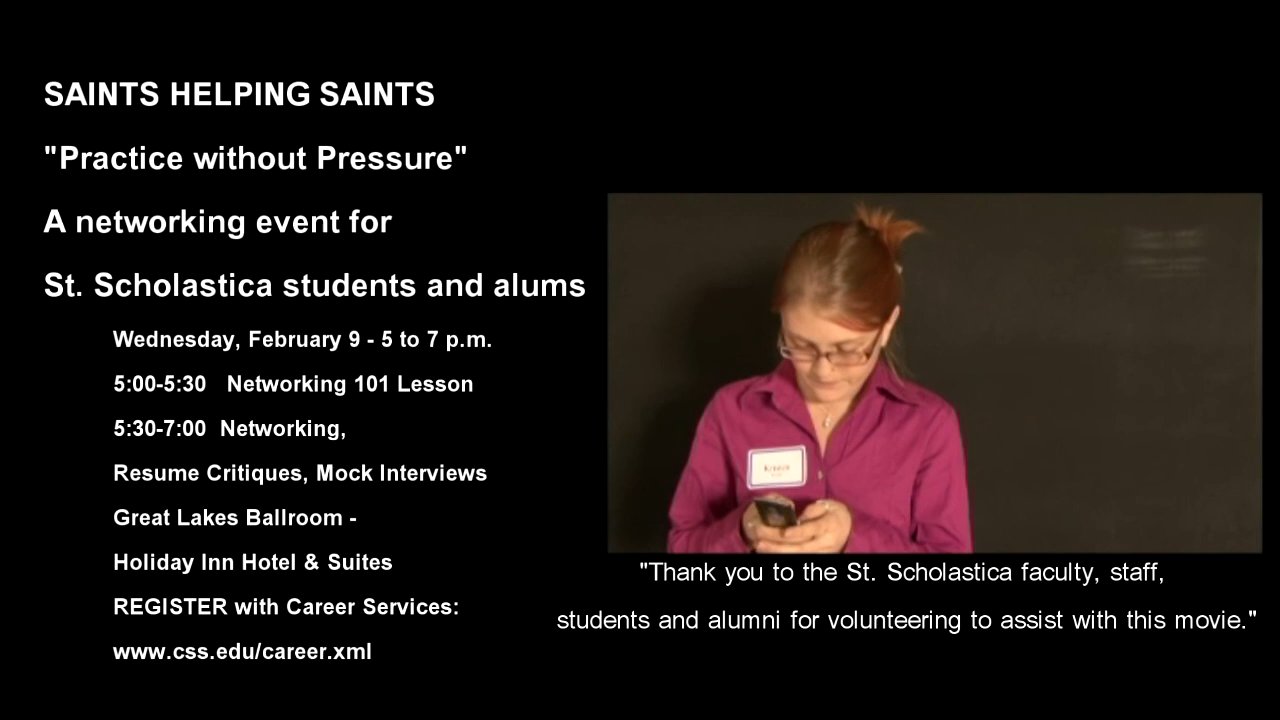 SAINTS HELPING SAINTS
"Practice without Pressure"
A networking event for
St. Scholastica students and alums
Wednesday, February 9 - 5 to 7 p.m.
5:00-5:30 Networking 101 Lesson
5:30-7:00 Networking,
Resume Critiques, Mock Interviews
Great Lakes Ballroom -
Holiday Inn Hotel & Suites
REGISTER with Career Services:
www.css.edu/career.xml
"Thank you to the St. Scholastica faculty, staff,
students and alumni for volunteering to assist with this movie."